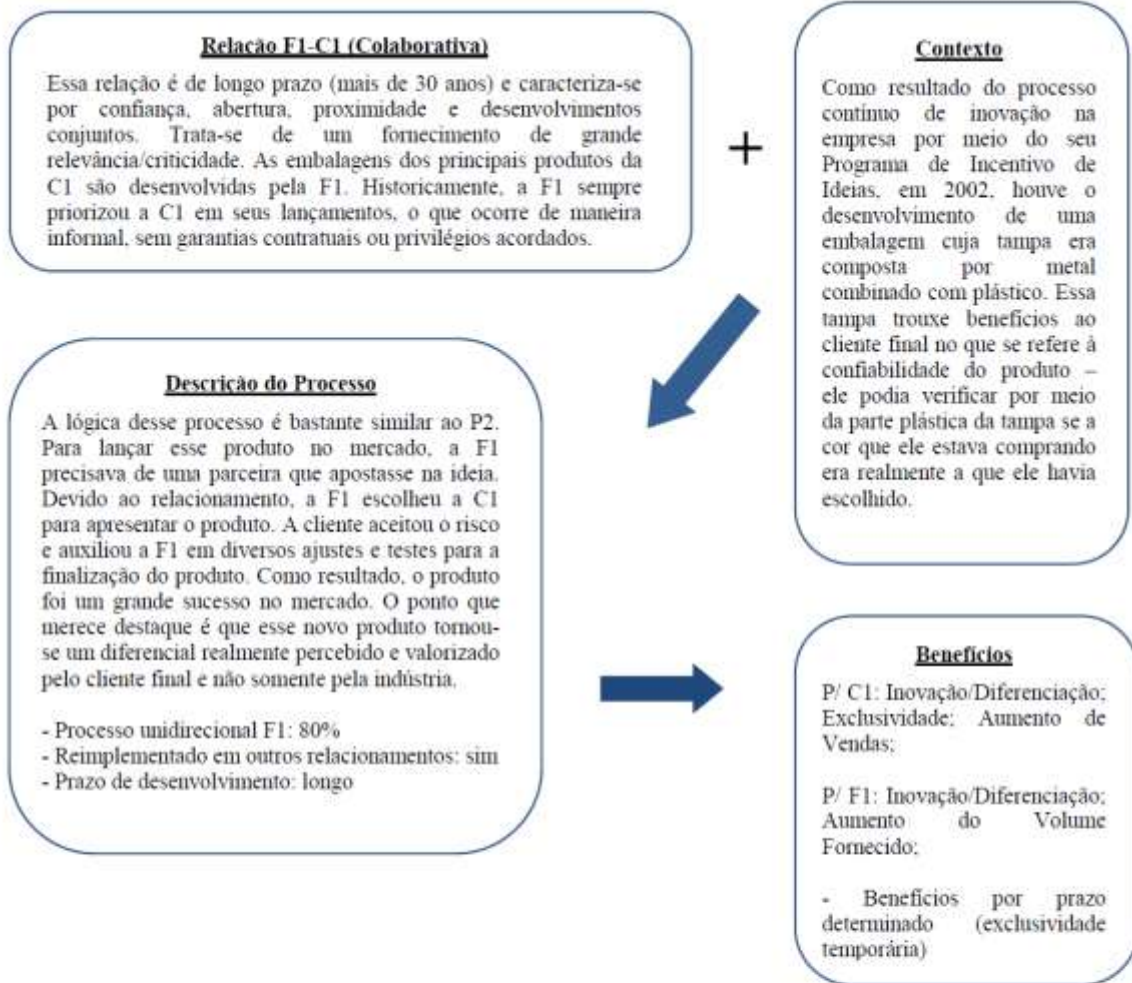 Relação F1-C1 (Colaborativa)
Essa relação é de longo prazo (mais de 30 anos) e caracteriza-se
por confiança, abertura, proximidade e desenvolvimentos
conjuntos. Trata-se de um fornecimento de grande
relevância/criticidade. As embalagens dos principais produtos da
C1 são desenvolvidas pela F1. Historicamente, a F1 sempre
priorizou a C1 em seus lançamentos, o que ocorre de maneira
informal, sem garantias contratuais ou privilégios acordados.
+
Contexto
Como resultado do processo
contínuo de inovação na
empresa por meio do seu
Programa de Incentivo de
Ideias, em 2002, houve o
desenvolvimento de uma
embalagem cuja tampa era
composta por metal
combinado com plástico. Essa
tampa trouxe benefícios ao
cliente final no que se refere à
confiabilidade do produto –
ele podia verificar por meio
da parte plástica da tampa se a
cor que ele estava comprando
era realmente a que ele havia
escolhido.
Descrição do Processo
A lógica desse processo é bastante similar ao P2.
Para lançar esse produto no mercado, a F1
precisava de uma parceira que apostasse na ideia.
Devido ao relacionamento, a F1 escolheu a C1
para apresentar o produto. A cliente aceitou o risco
e auxiliou a F1 em diversos ajustes e testes para a
finalização do produto. Como resultado, o produto
foi um grande sucesso no mercado. O ponto que
merece destaque é que esse novo produto tornou-
se um diferencial realmente percebido e valorizado
pelo cliente final e não somente pela indústria.
- Processo unidirecional F1: 80%
- Reimplementado em outros relacionamentos: sim
- Prazo de desenvolvimento: longo
Benefícios
P/ C1: Inovação/Diferenciação;
Exclusividade; Aumento de
Vendas;
P/ F1: Inovação/Diferenciação;
Aumento do Volume
Fornecido;
- Benefícios por prazo
determinado (exclusividade
temporária)